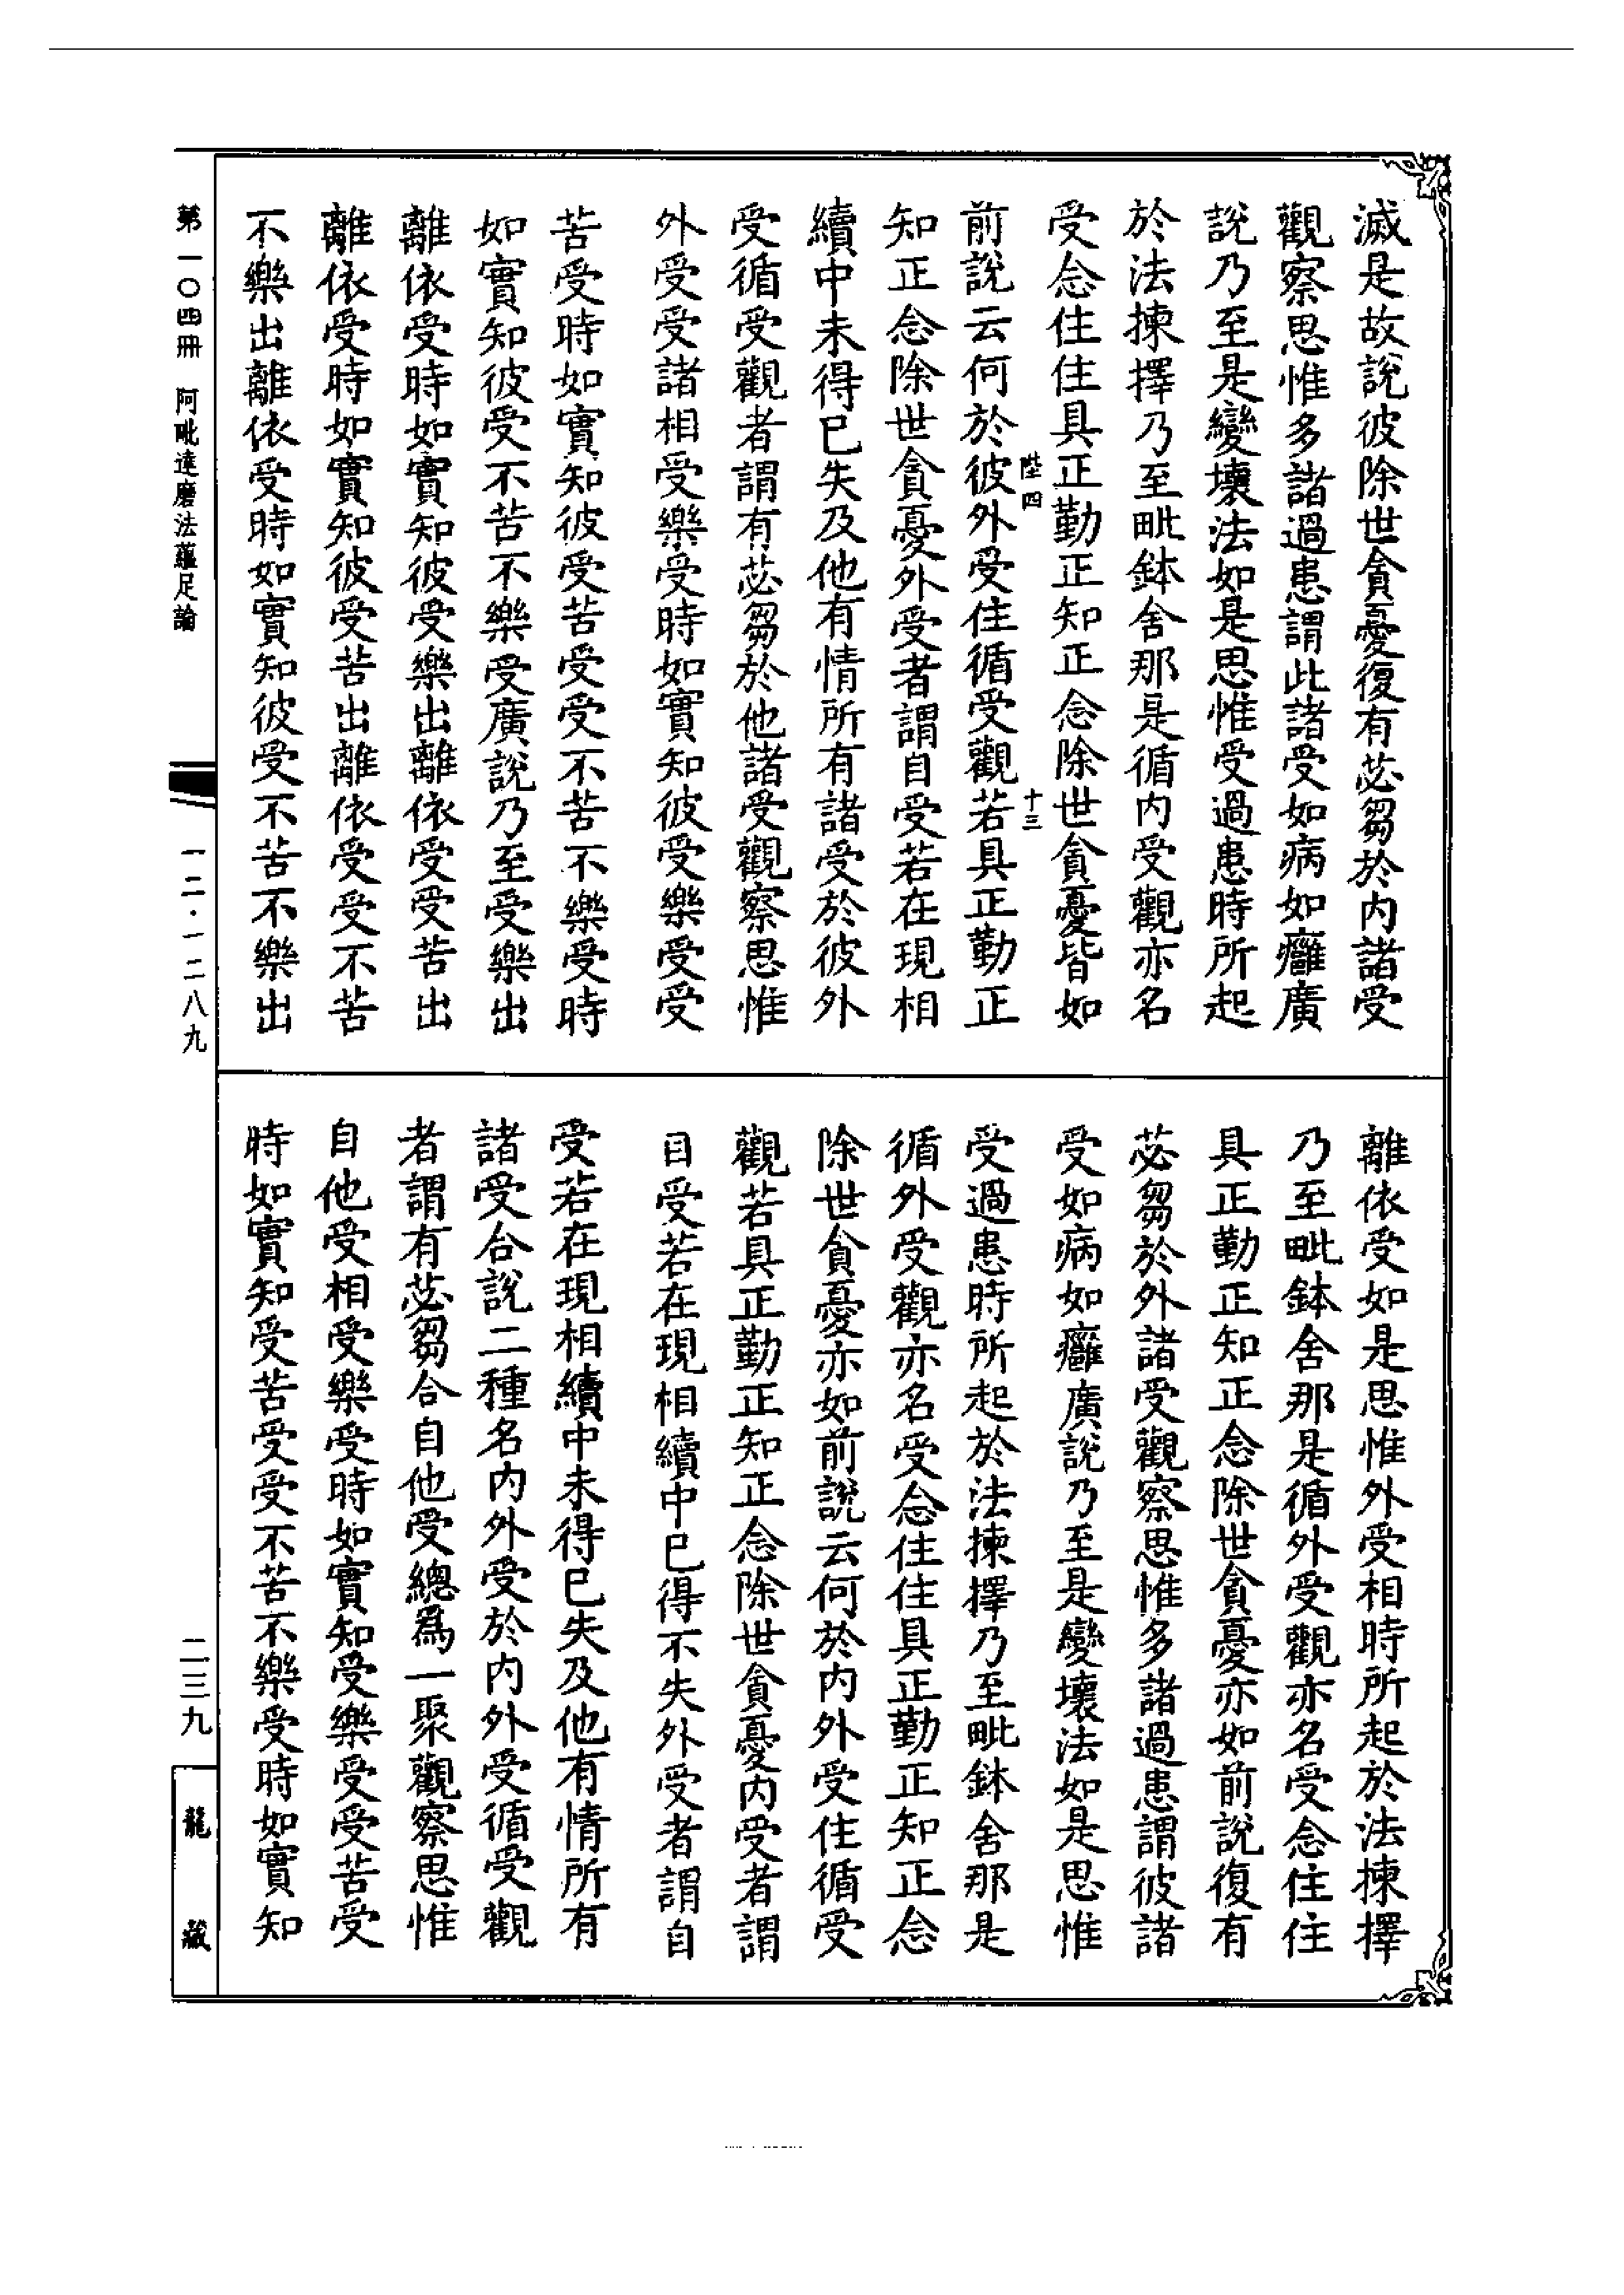 滅是故說彼除世貪憂復有苾芻於內諸受
觀察思惟多諸過患謂此諸受如病如癰廣
說乃至是變壞法如是思惟受過患時所起
於法揀擇乃至毗鉢舍那是循內受觀亦名
受念住住具正勤正知正念除世貪憂皆如
陛四 十三
前說云何於彼外受住循受觀若具正勤正
知正念除世貪憂外受者謂自受若在現相
續中未得已失及他有情所有諸受於彼外
受循受觀者謂有苾芻於他諸受觀察思惟
外受受諸相受樂受時如實知彼受樂受受
苦受時如實知彼受苦受受不苦不樂受時
如實知彼受不苦不樂受廣說乃至受樂出
離依受時如實知彼受樂出離依受受苦出
離依受時如實知彼受苦出離依受受不苦
不樂出離依受時如實知彼受不苦不樂出
離依受如是思惟外受相時所起於法揀擇
乃至毗鉢舍那是循外受觀亦名受念住住
具正勤正知正念除世貪憂亦如前說復有
苾芻於外諸受觀察思惟多諸過患謂彼諸
受如病如癰廣說乃至是變壞法如是思惟
受過患時所起於法揀擇乃至毗鉢舍那是
循外受觀亦名受念住住具正勤正知正念
除世貪憂亦如前說云何於內外受住循受
觀若具正勤正知正念除世貪憂內受者謂
自受若在現相續中已得不失外受者謂自
受若在現相續中未得已失及他有情所有
諸受合說二種名內外受於內外受循受觀
者謂有苾芻合自他受總爲一聚觀察思惟
自他受相受樂受時如實知受樂受受苦受
時如實知受苦受受不苦不樂受時如實知
第一〇四冊 阿毗達磨法蘊足論
一二·一二八九
二三九
龍藏